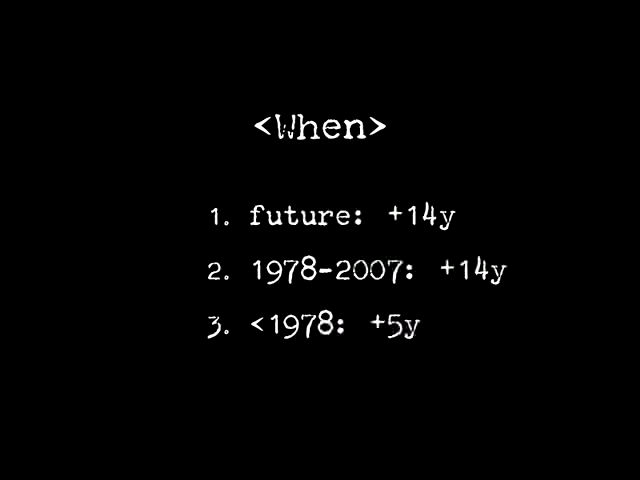 <When>
1. future: +14y
2. 1978-2007: +14y
3. <1978: +5y